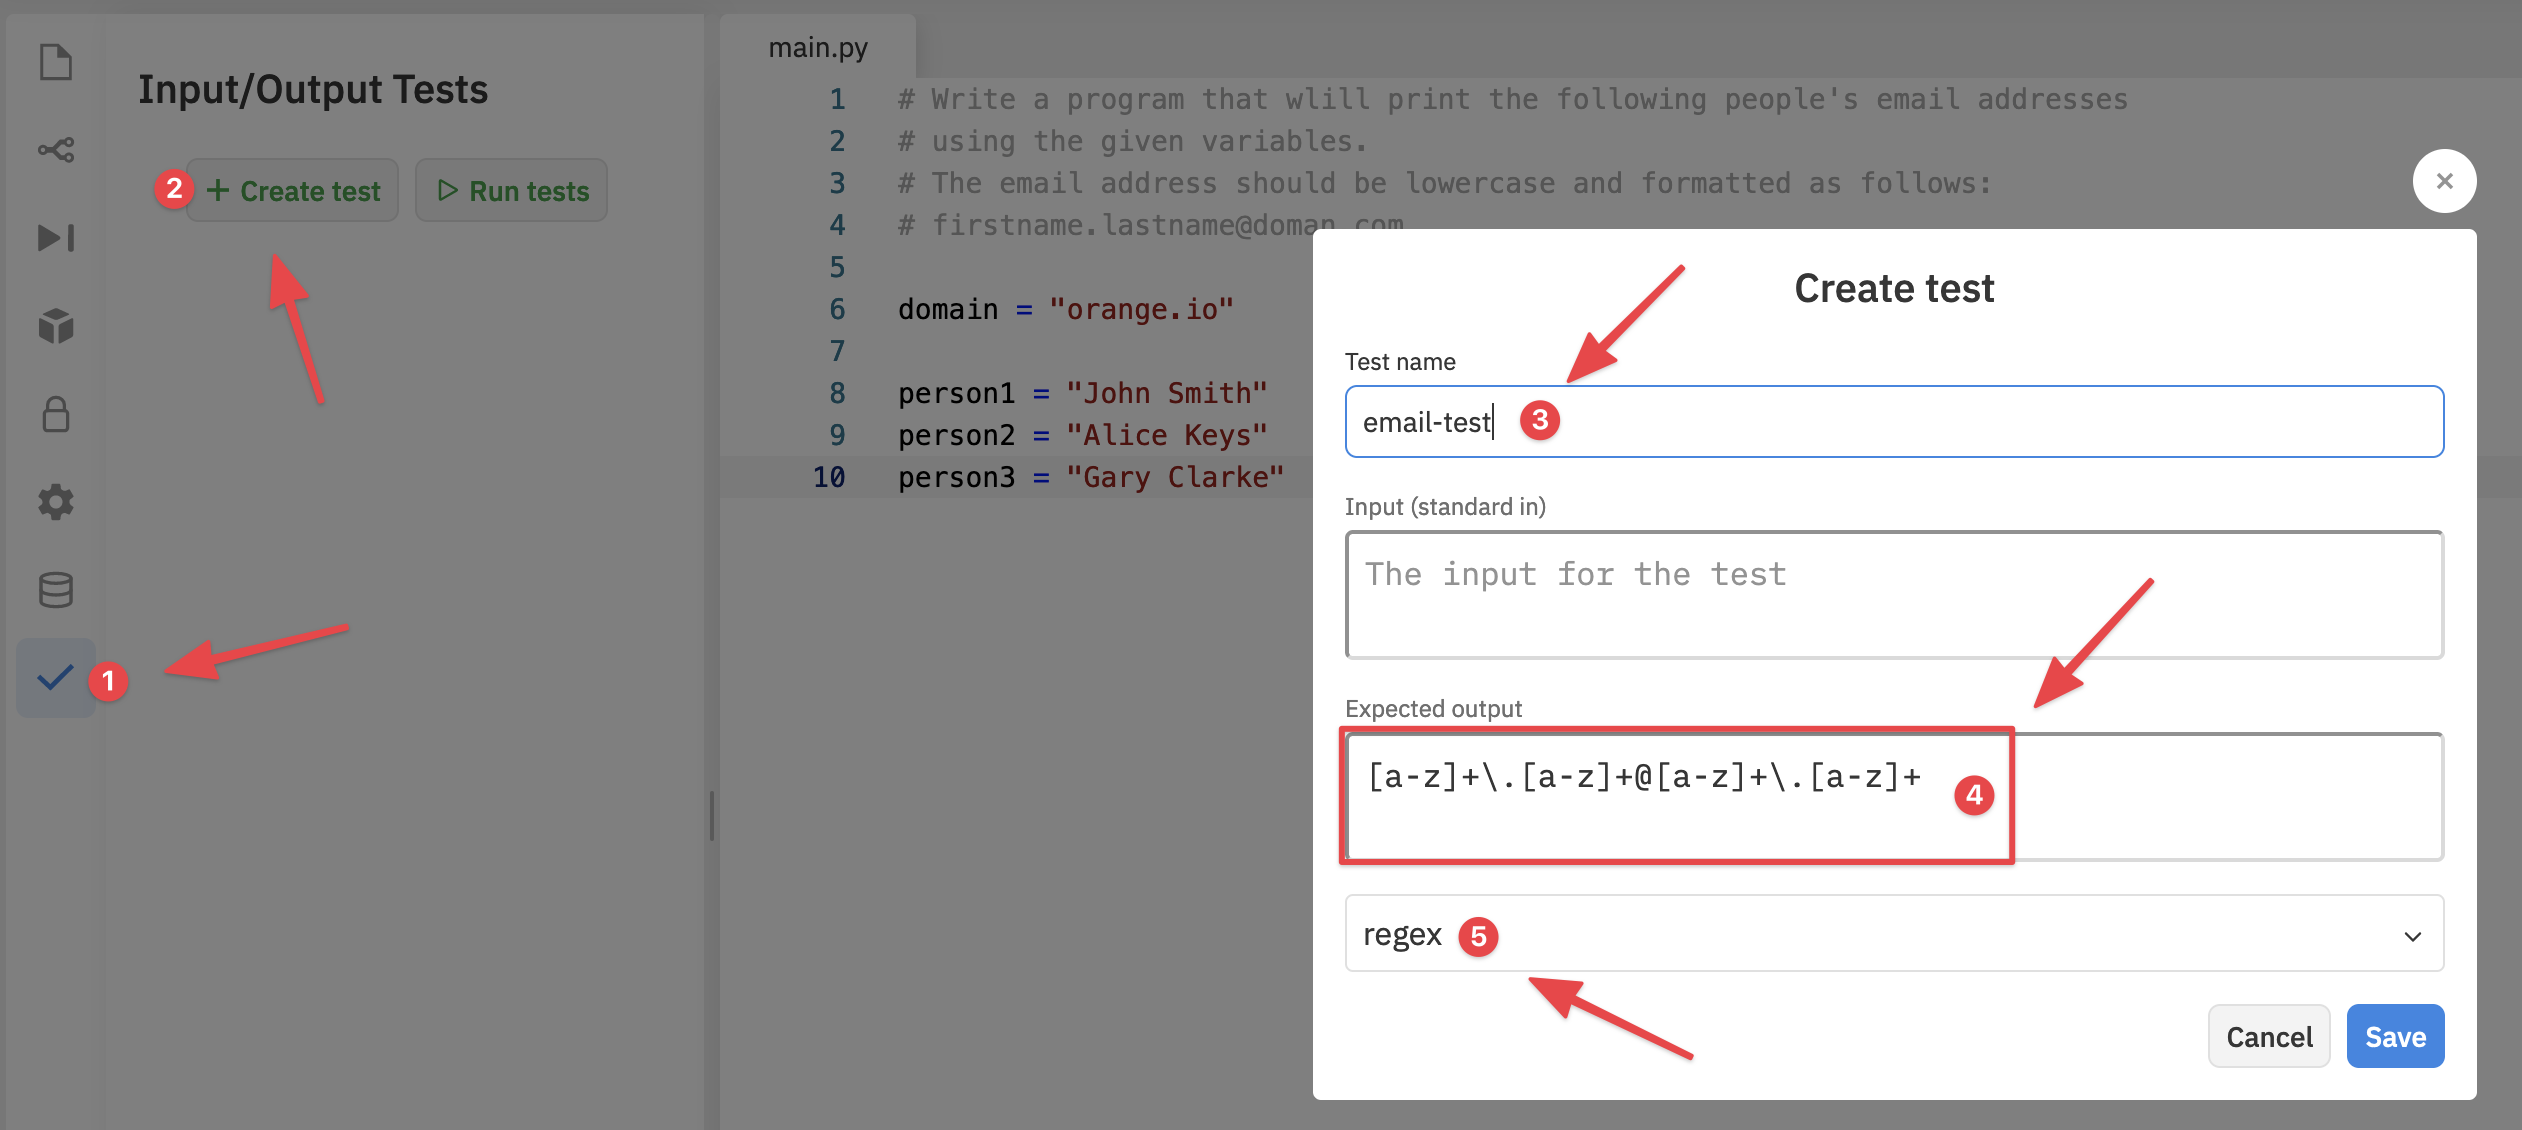 Input/Output Tests
2
+ Create test
Run tests
1
main.py
1 # Write a program that wlill print the following people's email addresses
2 # using the given variables.
3 # The email address should be lowercase and formatted as follows:
4 # firstname.lastname@doman.com
5
6 domain = "orange.io"
7
8 person1 = "John Smith"
9 person2 = "Alice Keys"
10 person3 = "Gary Clarke"
Create test
Test name
email-test 3
Input (standard in)
The input for the test
Expected output
[a-z]+\.[a-z]+@[a-z]+\.[a-z]+ 4
regex 5
Cancel
Save